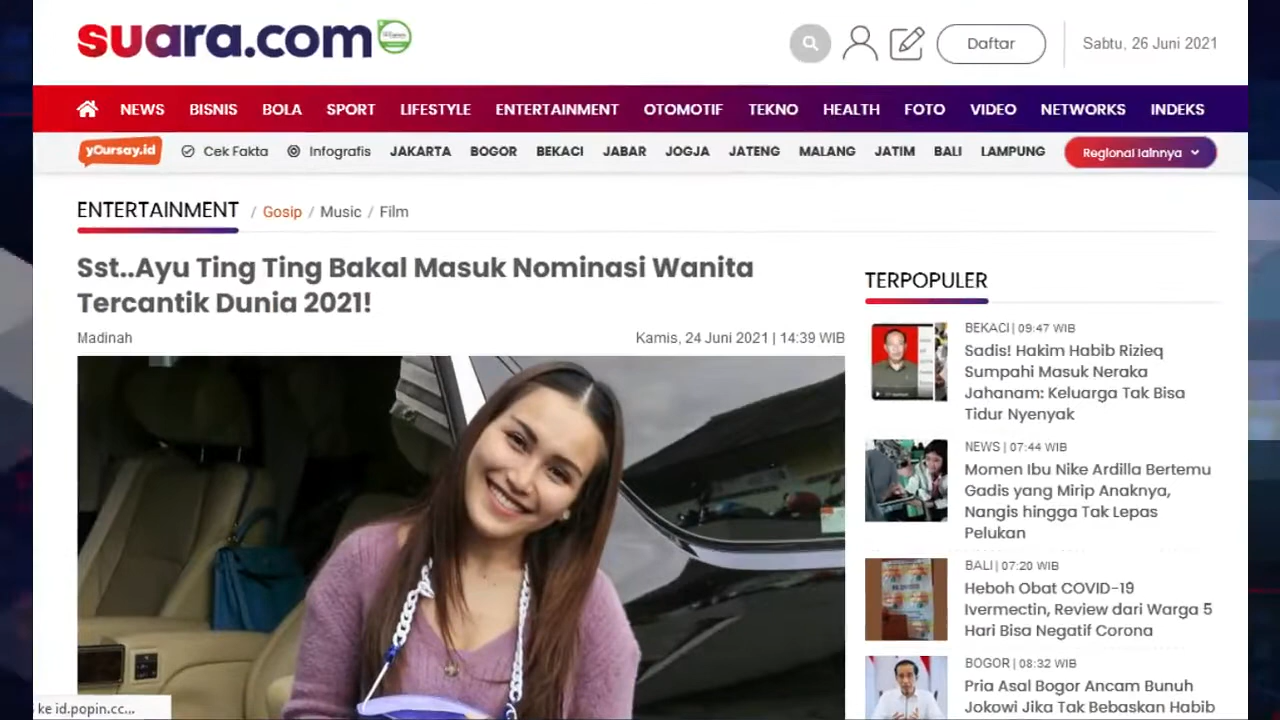 suara.com
Daftar
Sabtu, 26 Juni 2021
NEWS BISNIS BOLA SPORT LIFESTYLE ENTERTAINMENT OTOMOTIF TEKNO HEALTH FOTO VIDEO NETWORKS INDEKS
yOursay.id Cek Fakta Infografis JAKARTA BOGOR BEKACI JABAR JOGJA JATENG MALANG JATIM BALI LAMPUNG Regional lainnya
ENTERTAINMENT / Gosip / Music / Film
Sst..Ayu Ting Ting Bakal Masuk Nominasi Wanita
Tercantik Dunia 2021!
Madinah
Kamis, 24 Juni 2021 | 14:39 WIB
TERPOPULER
BEKACI | 09:47 WIB
Sadis! Hakim Habib Rizieq
Sumpahi Masuk Neraka
Jahanam: Keluarga Tak Bisa
Tidur Nyenyak
NEWS | 07:44 WIB
Momen Ibu Nike Ardilla Bertemu
Gadis yang Mirip Anaknya,
Nangis hingga Tak Lepas
Pelukan
BALI | 07:20 WIB
Heboh Obat COVID-19
Ivermectin, Review dari Warga 5
Hari Bisa Negatif Corona
BOGOR | 08:32 WIB
Pria Asal Bogor Ancam Bunuh
Jokowi Jika Tak Bebaskan Habib
ke id.popin.cc...